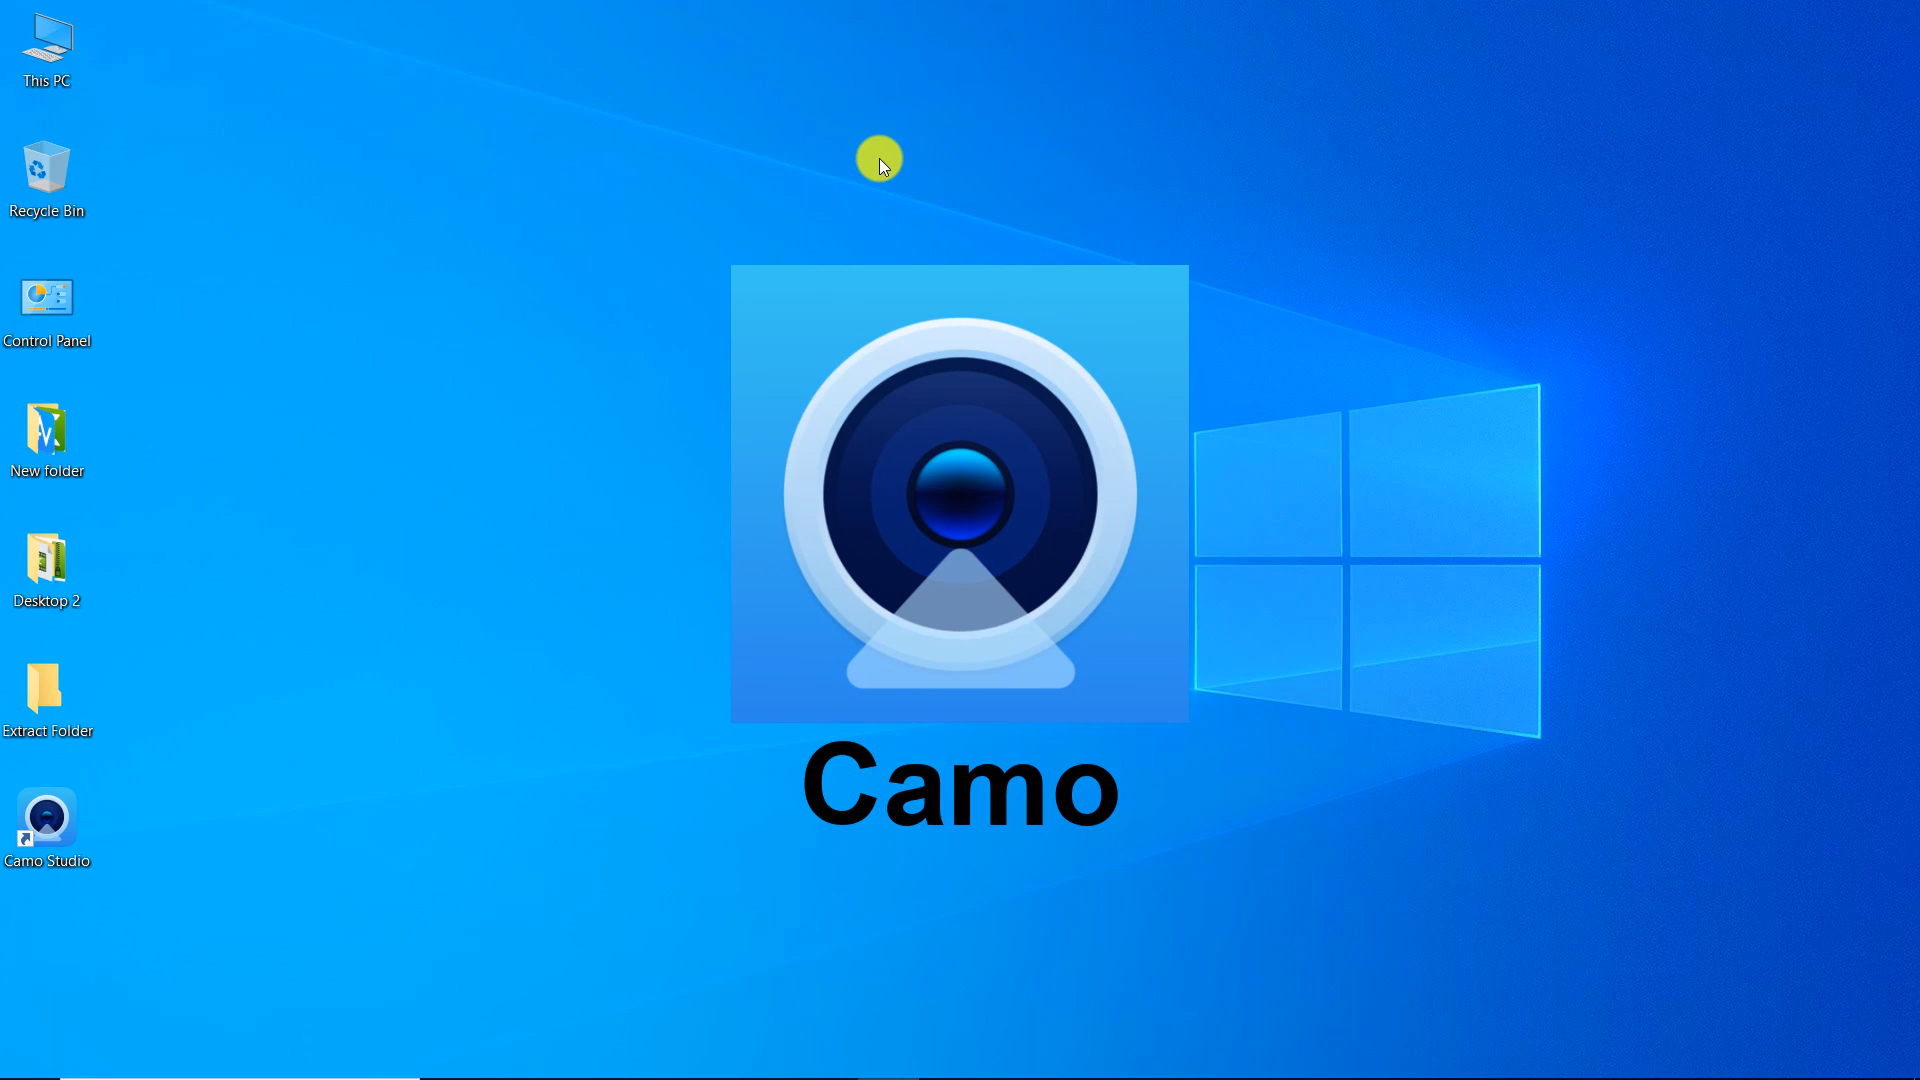 This PC
Recycle Bin
Control Panel
New folder
Desktop 2
Extract Folder
Camo Studio
Camo